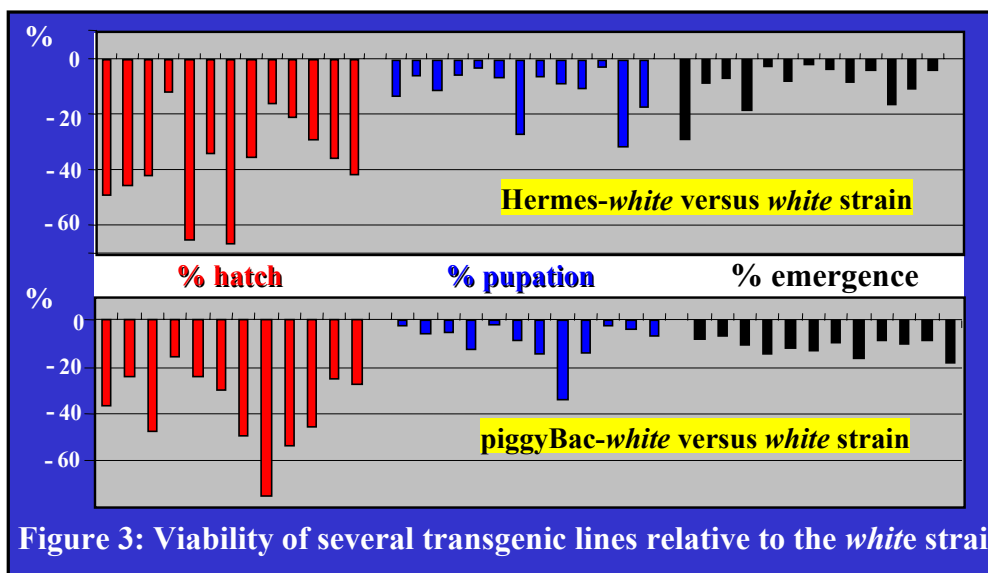 %
0
-20
-40
-60
Hermes-white versus white strain
% hatch
% pupation
% emergence
%
0
-20
-40
-60
piggyBac-white versus white strain
Figure 3: Viability of several transgenic lines relative to the white strai